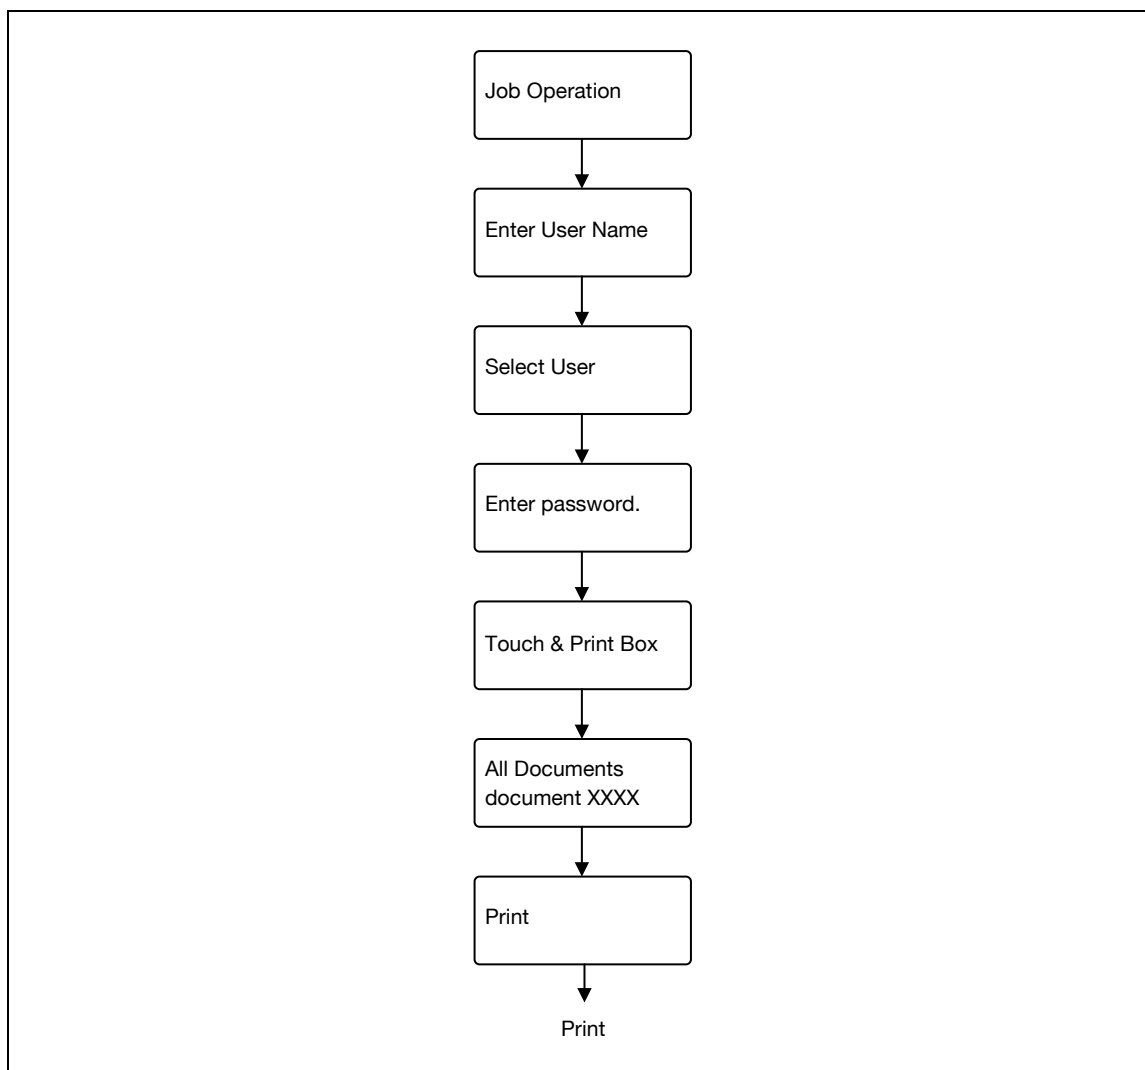 Job Operation
Enter User Name
Select User
Enter password.
Touch & Print Box
All Documents
document XXXX
Print
Print